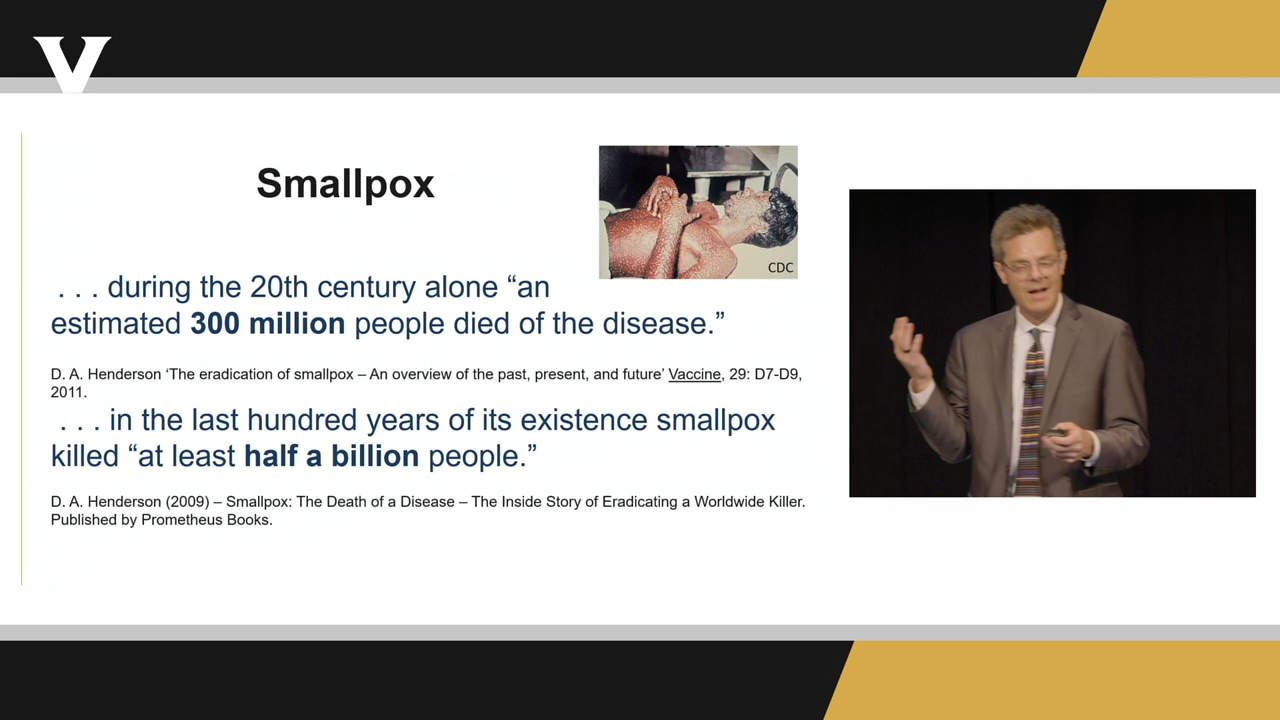 V
Smallpox
CDC
. . . during the 20th century alone “an
estimated 300 million people died of the disease.”
D. A. Henderson ‘The eradication of smallpox – An overview of the past, present, and future’ Vaccine, 29: D7-D9,
2011.
. . . in the last hundred years of its existence smallpox
killed “at least half a billion people.”
D. A. Henderson (2009) – Smallpox: The Death of a Disease – The Inside Story of Eradicating a Worldwide Killer.
Published by Prometheus Books.